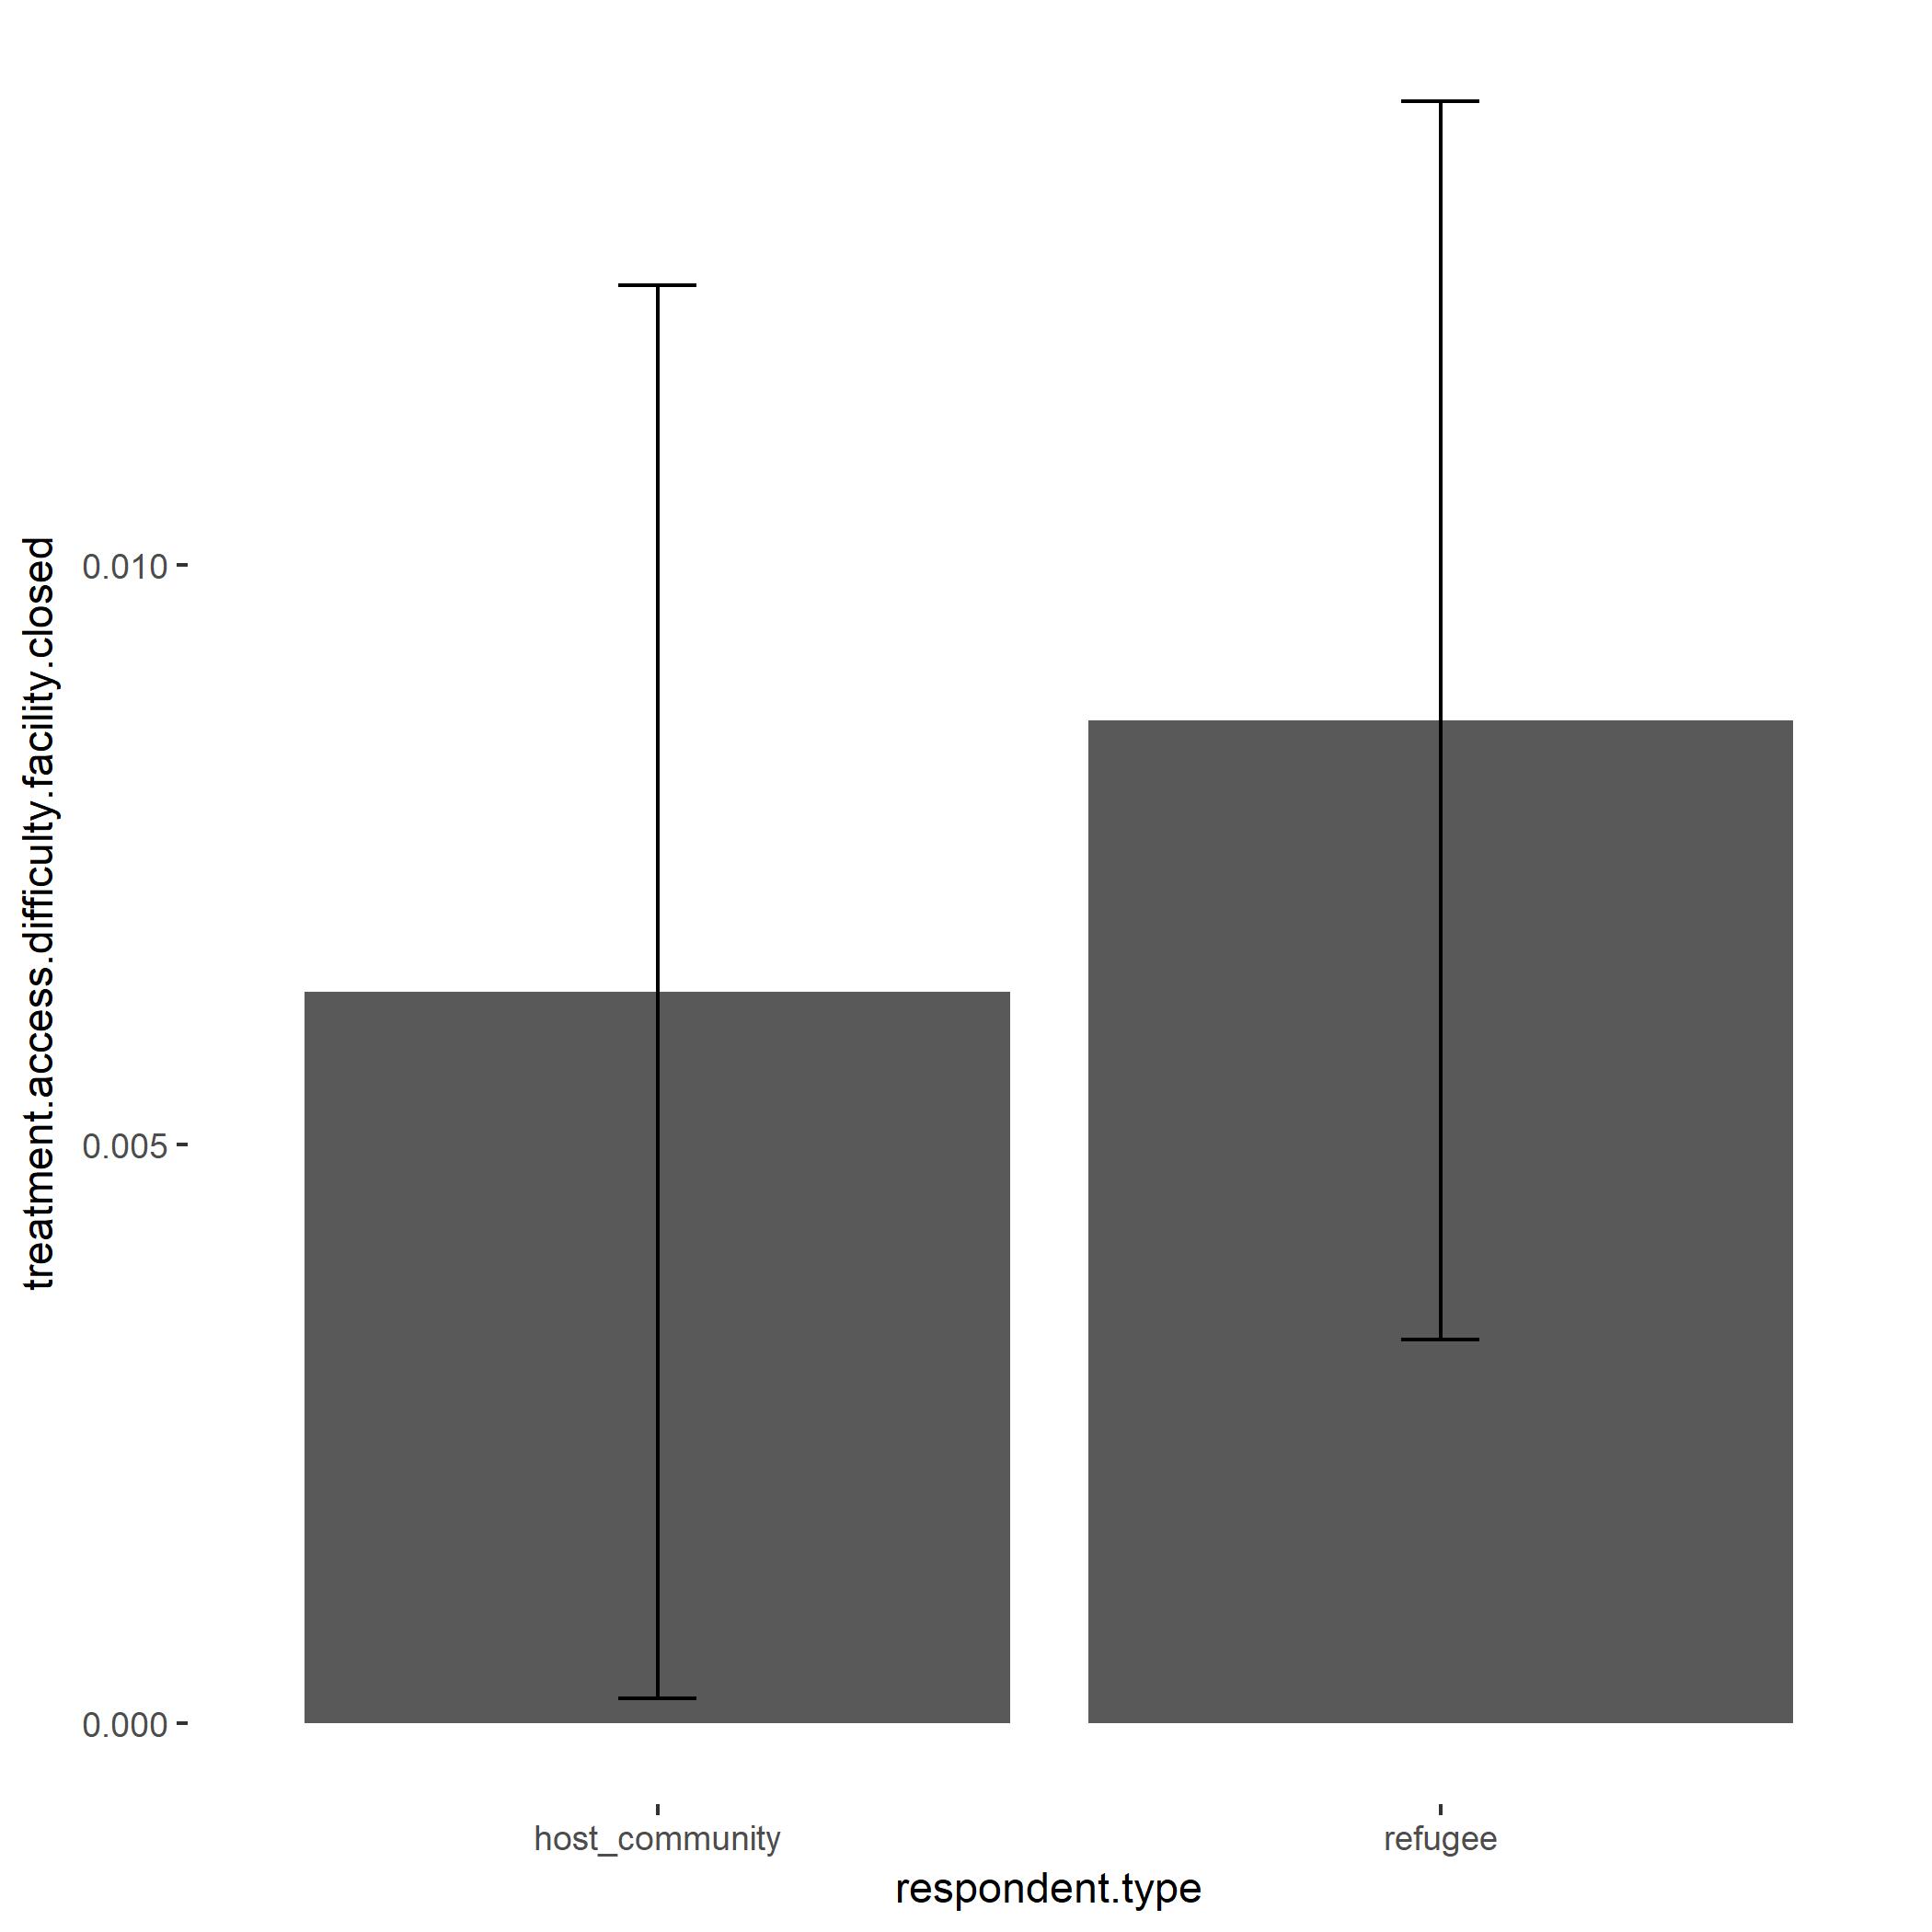 treatment.access.difficulty.facility.closed
0.010
0.005
0.000
host_community
refugee
respondent.type